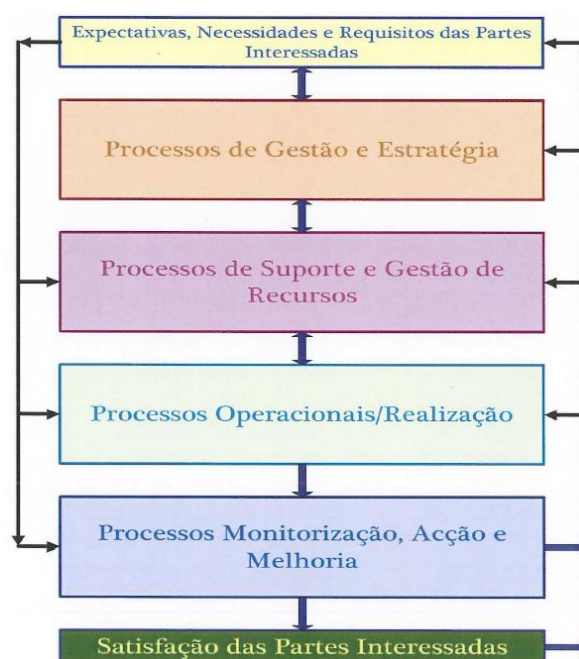 Expectativas, Necessidades e Requisitos das Partes
Interessadas
Processos de Gestão e Estratégia
Processos de Suporte e Gestão de
Recursos
Processos Operacionais/Realização
Processos Monitorização, Acção e
Melhoria
Satisfação das Partes Interessadas